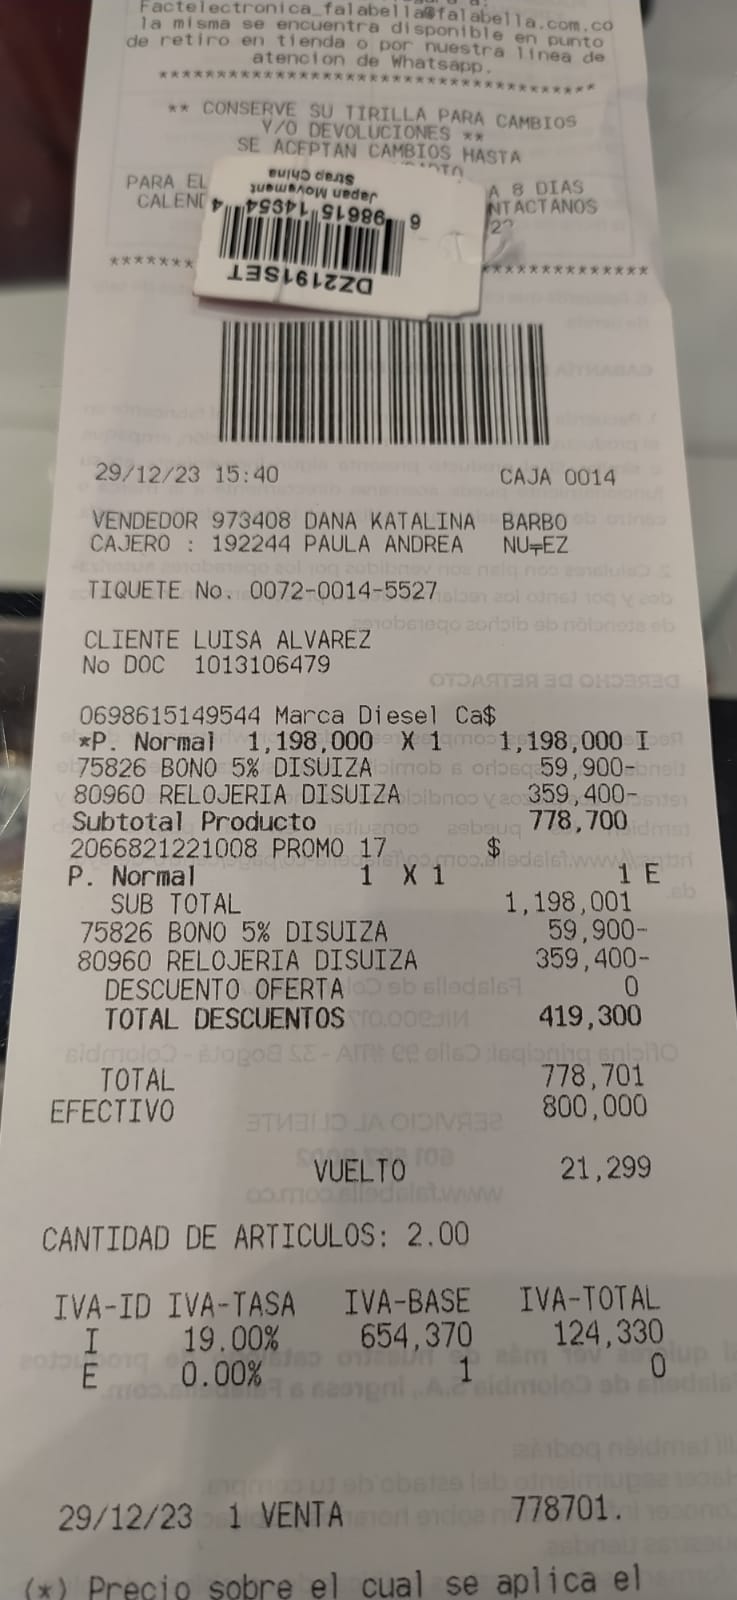 Factelectronica_falabella@falabella.com.co
la misma se encuentra disponible en punto
de retiro en tienda o por nuestra linea de
atencion de Whatsapp.
****************************************
** CONSERVE SU TIRILLA PARA CAMBIOS
Y/O DEVOLUCIONES **
SE ACEPTAN CAMBIOS HASTA
PARA EL A 8 DIAS
CALEND NTACTANOS
DZ2191SET
6 98615 14954 4
Japan Movement
Strap China
****************************************
29/12/23 15:40 CAJA 0014
VENDEDOR 973408 DANA KATALINA BARBO
CAJERO : 192244 PAULA ANDREA NU╤EZ
TIQUETE No. 0072-0014-5527
CLIENTE LUISA ALVAREZ
No DOC 1013106479
0698615149544 Marca Diesel Ca$
*P. Normal 1,198,000 X 1 1,198,000 I
75826 BONO 5% DISUIZA 59,900-
80960 RELOJERIA DISUIZA 359,400-
Subtotal Producto 778,700
2066821221008 PROMO 17 $
P. Normal 1 X 1 1 E
SUB TOTAL 1,198,001
75826 BONO 5% DISUIZA 59,900-
80960 RELOJERIA DISUIZA 359,400-
DESCUENTO OFERTA 0
TOTAL DESCUENTOS 419,300
TOTAL 778,701
EFECTIVO 800,000
VUELTO 21,299
CANTIDAD DE ARTICULOS: 2.00
IVA-ID IVA-TASA IVA-BASE IVA-TOTAL
I 19.00% 654,370 124,330
E 0.00% 1 0
29/12/23 1 VENTA 778701.
(*) Precio sobre el cual se aplica el